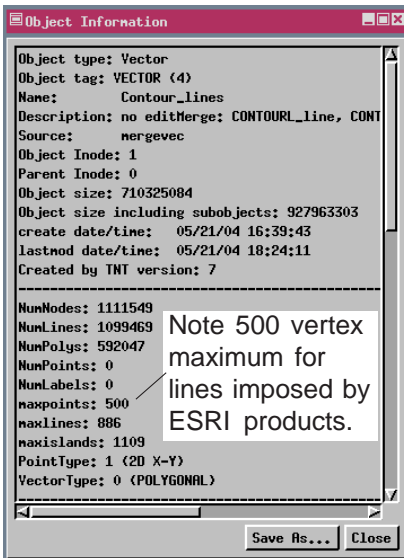 Object Information
Object type: Vector
Object tag: VECTOR (4)
Name: Contour_lines
Description: no editMerge: CONTOURL_line, CONT
Source: mergevec
Object Inode: 1
Parent Inode: 0
Object size: 710325084
Object size including subobjects: 927963303
create date/time: 05/21/04 16:39:43
lastmod date/time: 05/21/04 18:24:11
Created by TNT version: 7
NumNodes: 1111549
NumLines: 1099469
NumPolys: 592047
NumPoints: 0
NumLabels: 0
maxpoints: 500
maxlines: 886
maxislands: 1109
PointType: 1 (2D X-Y)
VectorType: 0 (POLYGONAL)
Note 500 vertex
maximum for
lines imposed by
ESRI products.
Save As... Close